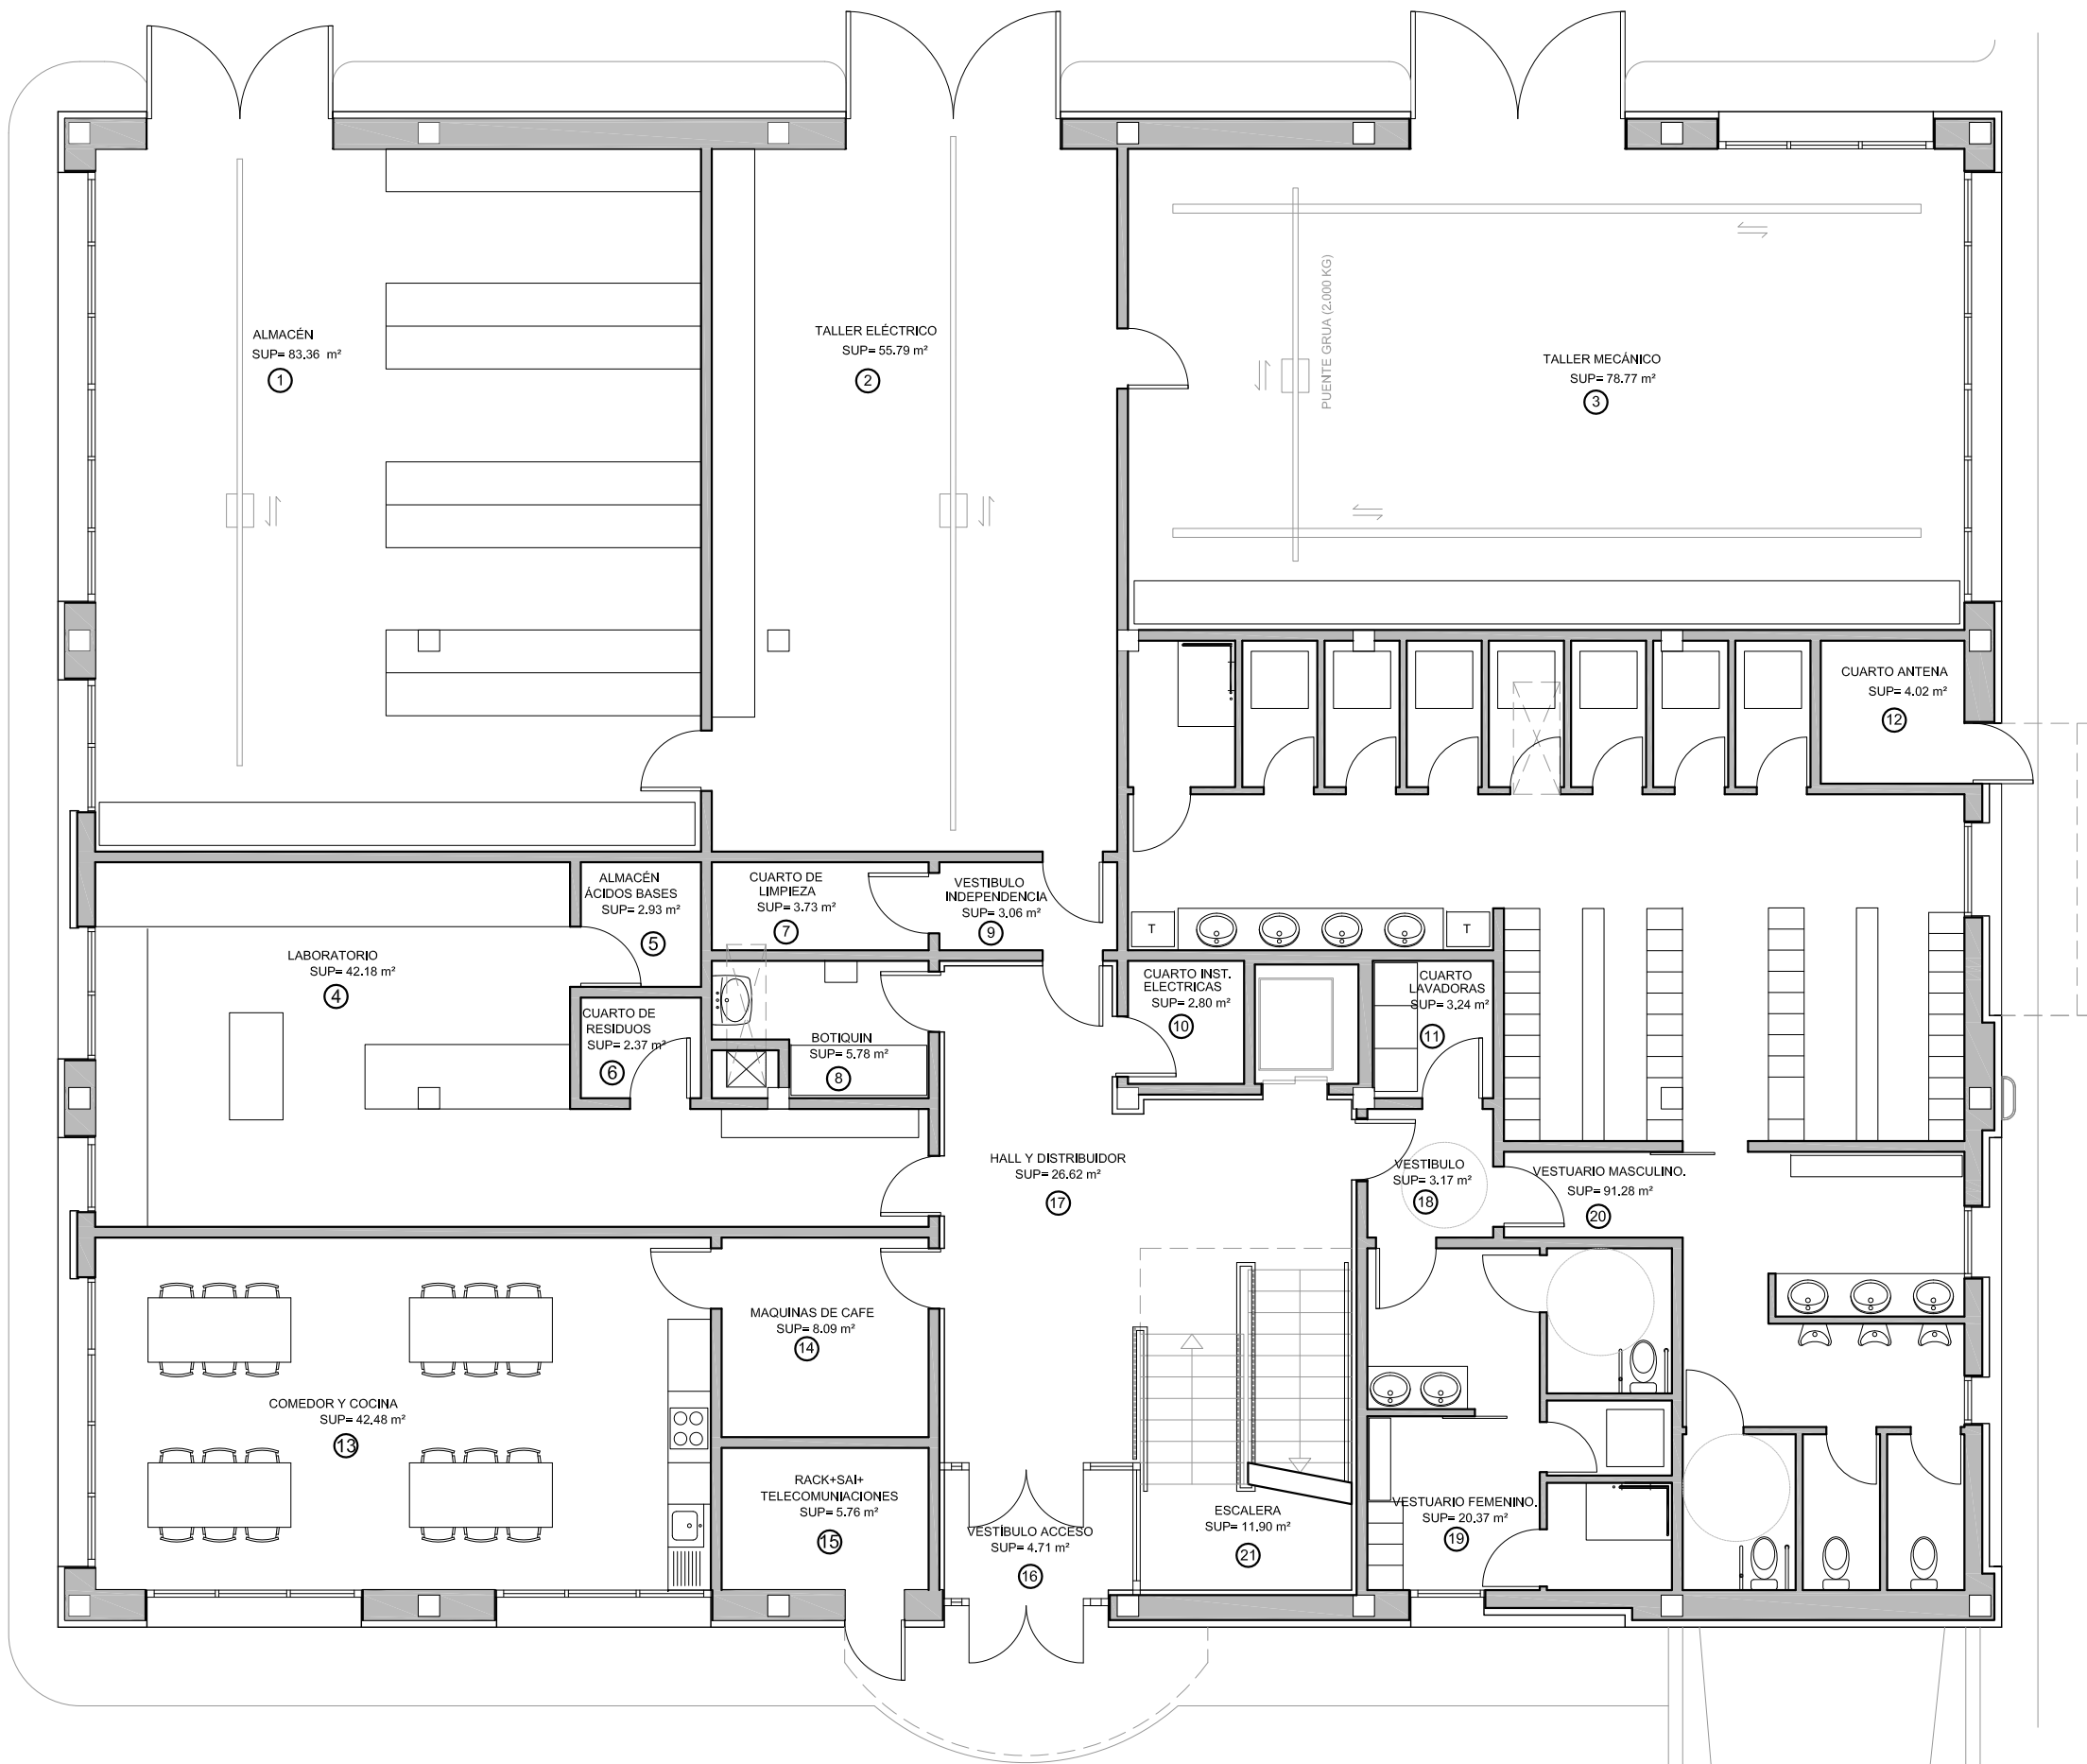 ALMACÉN
SUP= 83,36 m²
1
TALLER ELÉCTRICO
SUP= 55.79 m²
2
PUENTE GRUA (2.000 KG)
TALLER MECÁNICO
SUP= 78.77 m²
3
CUARTO ANTENA
SUP= 4.02 m²
12
ALMACÉN
ÁCIDOS BASES
SUP= 2.93 m²
5
CUARTO DE
LIMPIEZA
SUP= 3.73 m²
7
VESTIBULO
INDEPENDENCIA
SUP= 3.06 m²
9
T
T
LABORATORIO
SUP= 42.18 m²
4
CUARTO DE
RESIDUOS
SUP= 2.37 m²
6
BOTIQUIN
SUP= 5.78 m²
8
CUARTO INST.
ELECTRICAS
SUP= 2.80 m²
10
CUARTO
LAVADORAS
SUP= 3,24 m²
11
HALL Y DISTRIBUIDOR
SUP= 26.62 m²
17
VESTÍBULO
SUP= 3.17 m²
18
VESTUARIO MASCULINO.
SUP= 91.28 m²
20
MAQUINAS DE CAFE
SUP= 8.09 m²
14
COMEDOR Y COCINA
SUP= 42,48 m²
13
RACK+SAI+
TELECOMUNIACIONES
SUP= 5.76 m²
15
VESTÍBULO ACCESO
SUP= 4.71 m²
16
ESCALERA
SUP= 11.90 m²
21
VESTUARIO FEMENINO.
SUP= 20.37 m²
19